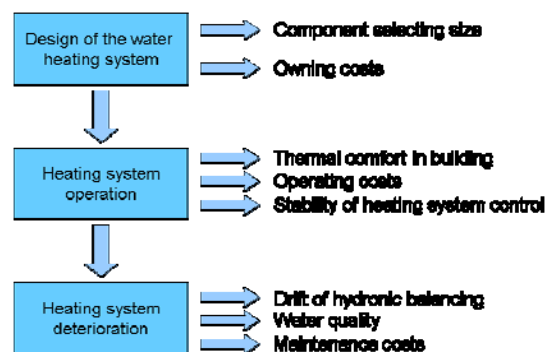 Design of the water
heating system
Component selecting size
Owning costs
Heating system
operation
Thermal comfort in building
Operating costs
Stability of heating system control
Heating system
deterioration
Drift of hydronic balancing
Water quality
Maintenance costs